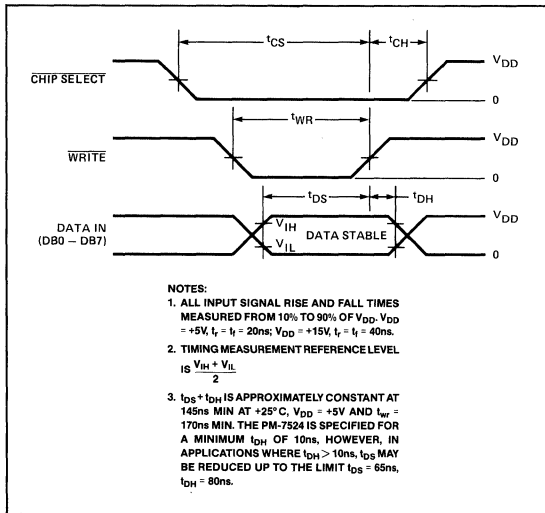 tCS
tCH
VDD
CHIP SELECT
0
tWR
VDD
WRITE
0
tDS
tDH
VDD
DATA IN
(DB0 – DB7)
VIH
DATA STABLE
VIL
0
NOTES:
1. ALL INPUT SIGNAL RISE AND FALL TIMES
MEASURED FROM 10% TO 90% OF VDD. VDD
= +5V, tr = tf = 20ns; VDD = +15V, tr = tf = 40ns.
2. TIMING MEASUREMENT REFERENCE LEVEL
IS VIH + VIL
2
3. tDS + tDH IS APPROXIMATELY CONSTANT AT
145ns MIN AT +25°C, VDD = +5V AND twr =
170ns MIN. THE PM-7524 IS SPECIFIED FOR
A MINIMUM tDH OF 10ns, HOWEVER, IN
APPLICATIONS WHERE tDH > 10ns, tDS MAY
BE REDUCED UP TO THE LIMIT tDS = 65ns,
tDH = 80ns.